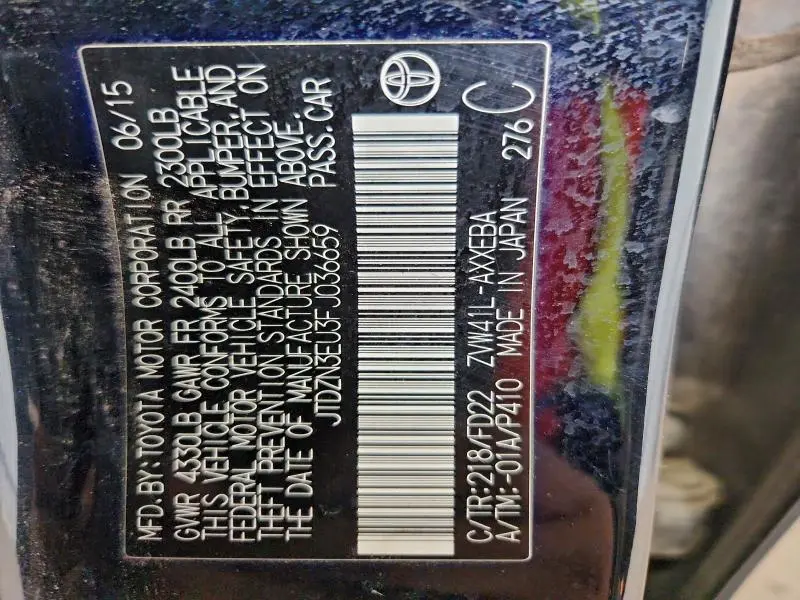 MFD.BY:TOYOTA MOTOR CORPORATION 06/15
GVWR 4330LB GAWR FR 2400LB RR 2300LB
THIS VEHICLE CONFORMS TO ALL APPLICABLE
FEDERAL MOTOR VEHICLE SAFETY, BUMPER, AND
THEFT PREVENTION STANDARDS IN EFFECT ON
THE DATE OF MANUFACTURE SHOWN ABOVE.
JTDZN3EU3FJ036659 PASS.CAR
C/TR:218/FD22 ZVW41L-AXXEBA
A/TM:-01A/P410 MADE IN JAPAN 276 C